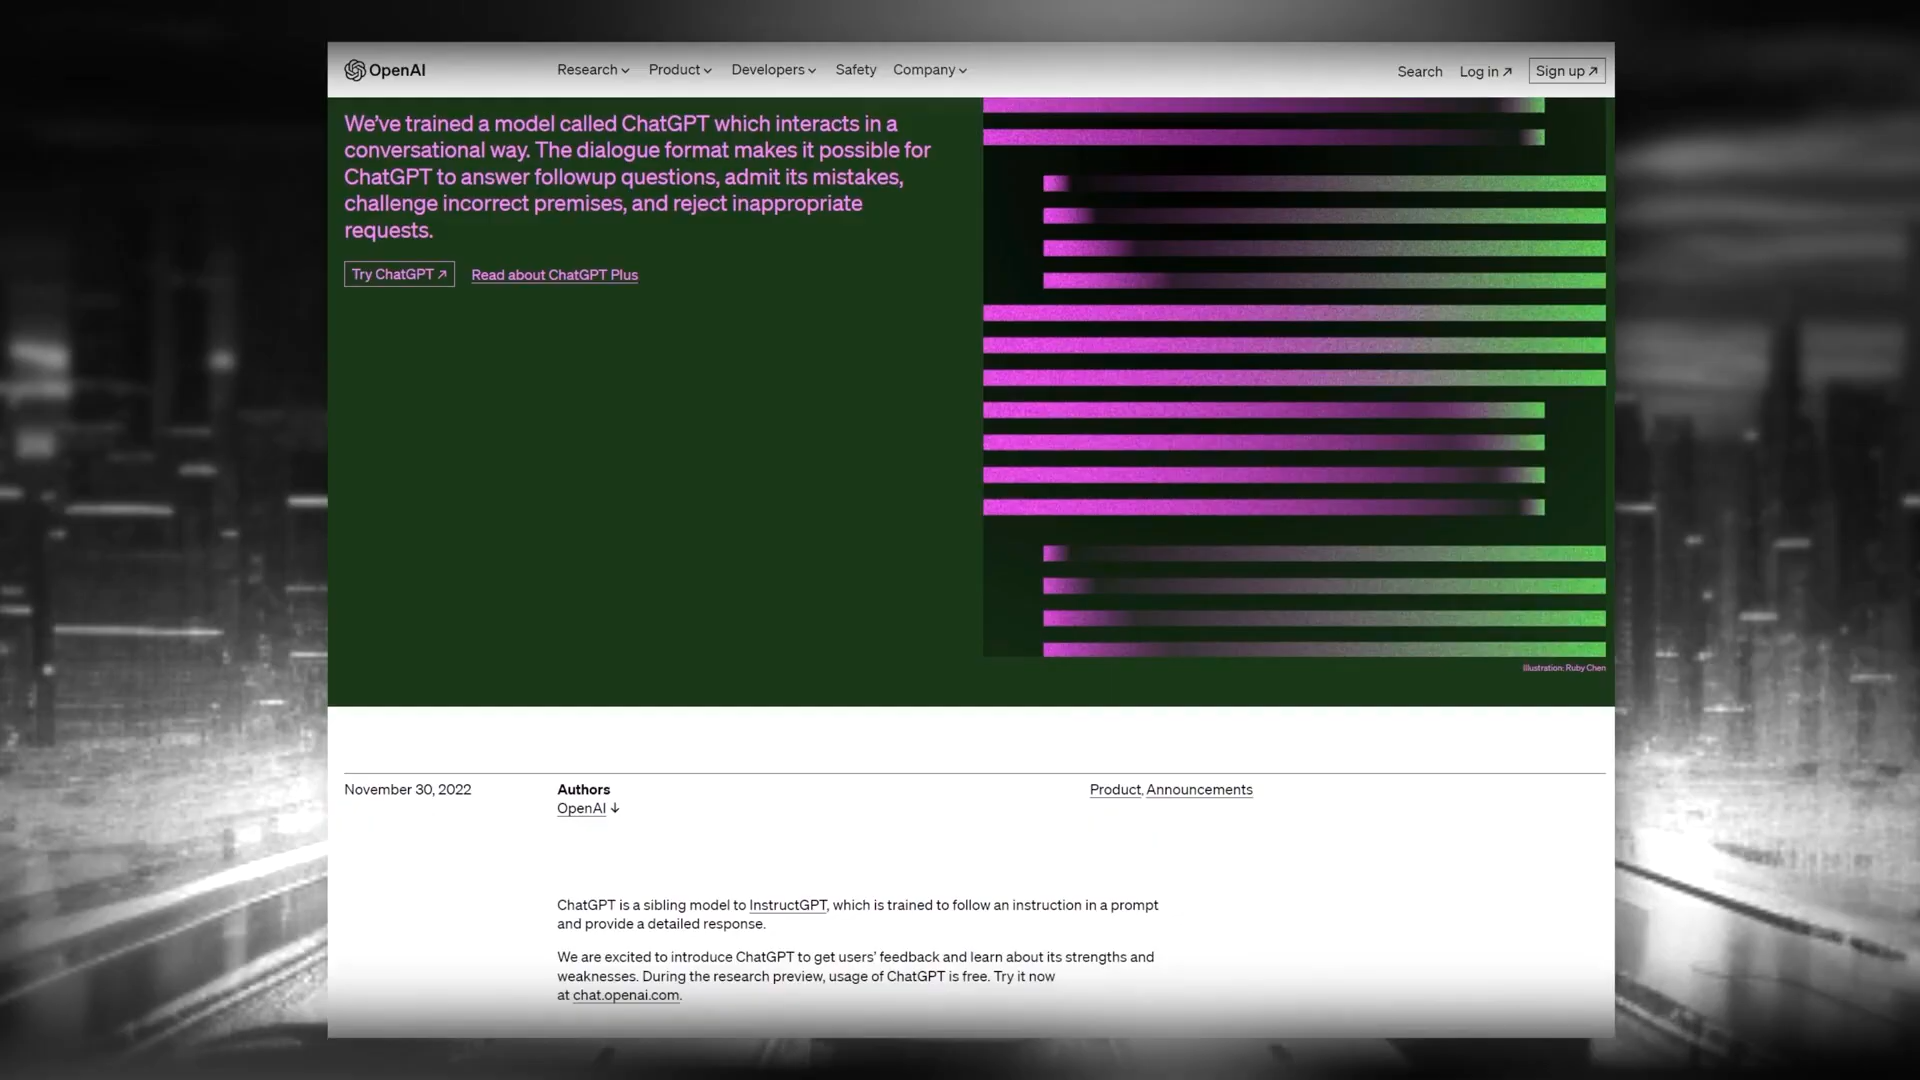 OpenAI
Research
Product
Developers
Safety
Company
Search
Log in ↗
Sign up ↗
We’ve trained a model called ChatGPT which interacts in a
conversational way. The dialogue format makes it possible for
ChatGPT to answer followup questions, admit its mistakes,
challenge incorrect premises, and reject inappropriate
requests.
Try ChatGPT ↗
Read about ChatGPT Plus
Illustration: Ruby Chen
November 30, 2022
Authors
OpenAI ↓
Product, Announcements
ChatGPT is a sibling model to InstructGPT, which is trained to follow an instruction in a prompt
and provide a detailed response.
We are excited to introduce ChatGPT to get users’ feedback and learn about its strengths and
weaknesses. During the research preview, usage of ChatGPT is free. Try it now
at chat.openai.com.